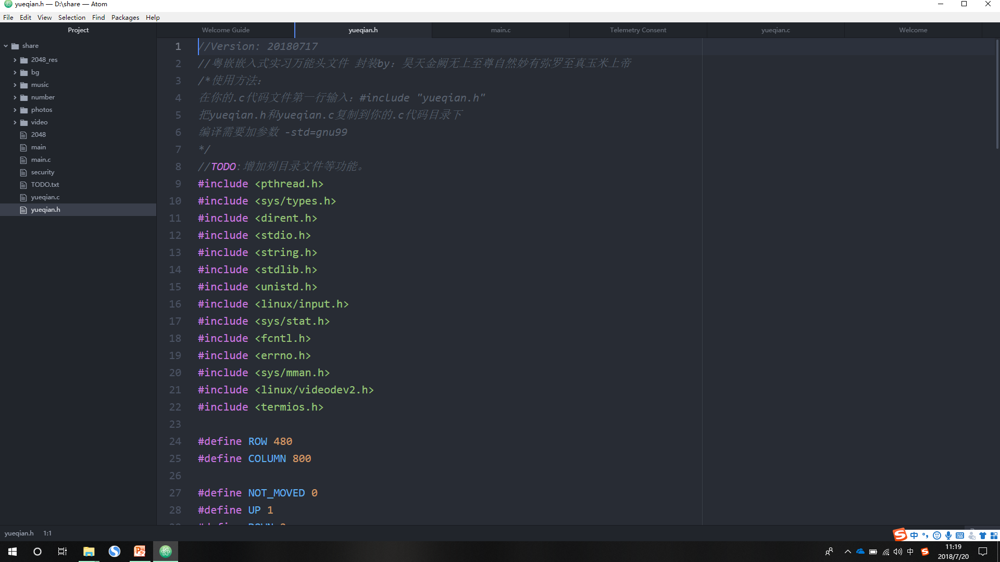 yueqian.h — D:\share — Atom
File Edit View Selection Find Packages Help
Project
Welcome Guide
yueqian.h
main.c
Telemetry Consent
yueqian.c
Welcome
share
2048_res
bg
music
number
photos
video
2048
main
main.c
security
TODO.txt
yueqian.c
yueqian.h
1 //Version: 20180717
2 //粤嵌嵌入式实习万能头文件 封装by：昊天金阙无上至尊自然妙有弥罗至真玉米上帝
3 /*使用方法：
4 在你的.c代码文件第一行输入：#include "yueqian.h"
5 把yueqian.h和yueqian.c复制到你的.c代码目录下
6 编译需要加参数 -std=gnu99
7 */
8 //TODO:增加列目录文件等功能。
9 #include <pthread.h>
10 #include <sys/types.h>
11 #include <dirent.h>
12 #include <stdio.h>
13 #include <string.h>
14 #include <stdlib.h>
15 #include <unistd.h>
16 #include <linux/input.h>
17 #include <sys/stat.h>
18 #include <fcntl.h>
19 #include <errno.h>
20 #include <sys/mman.h>
21 #include <linux/videodev2.h>
22 #include <termios.h>
23
24 #define ROW 480
25 #define COLUMN 800
26
27 #define NOT_MOVED 0
28 #define UP 1
yueqian.h 1:1
中
中
11:19
2018/7/20